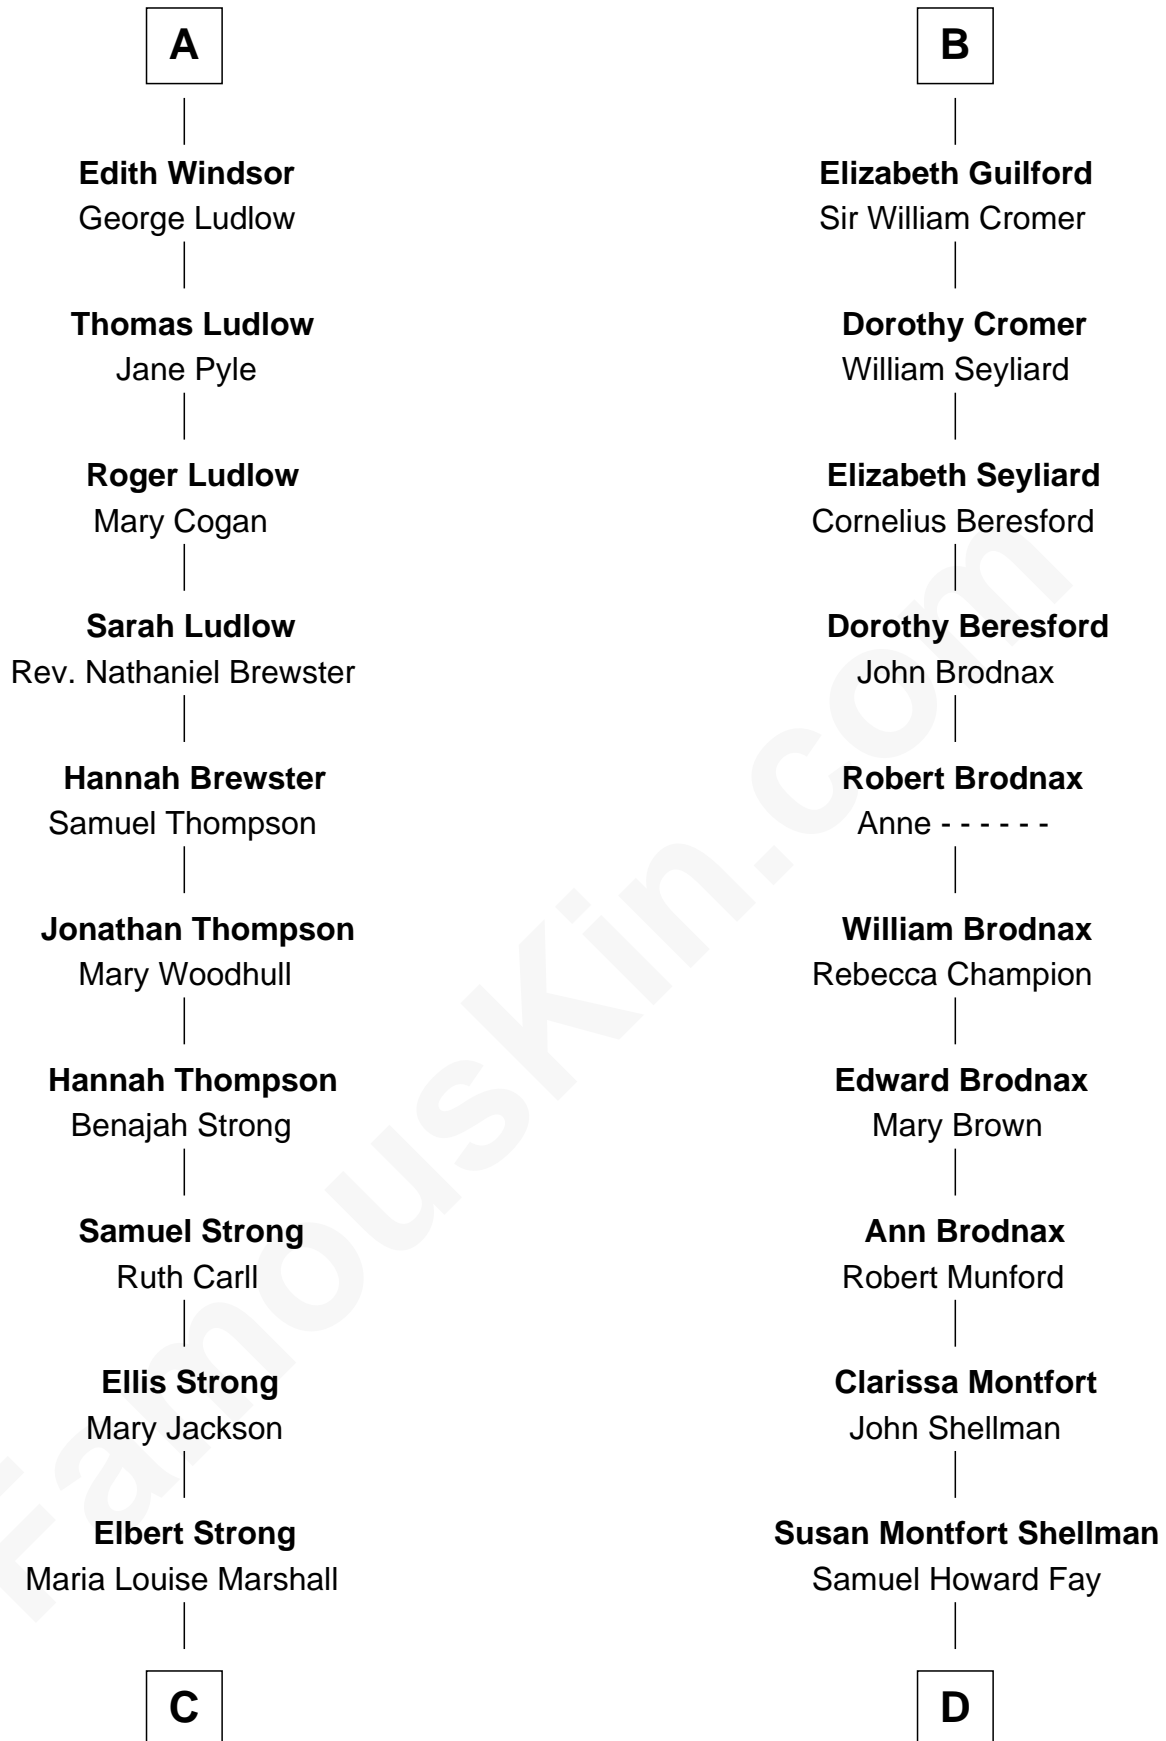 A
Edith Windsor
George Ludlow
Thomas Ludlow
Jane Pyle
Roger Ludlow
Mary Cogan
Sarah Ludlow
Rev. Nathaniel Brewster
Hannah Brewster
Samuel Thompson
Jonathan Thompson
Mary Woodhull
Hannah Thompson
Benajah Strong
Samuel Strong
Ruth Carll
Ellis Strong
Mary Jackson
Elbert Strong
Maria Louise Marshall
C
B
Elizabeth Guilford
Sir William Cromer
Dorothy Cromer
William Seyliard
Elizabeth Seyliard
Cornelius Beresford
Dorothy Beresford
John Brodnax
Robert Brodnax
Anne - - - - - -
William Brodnax
Rebecca Champion
Edward Brodnax
Mary Brown
Ann Brodnax
Robert Munford
Clarissa Montfort
John Shellman
Susan Montfort Shellman
Samuel Howard Fay
D
FamousKin.com